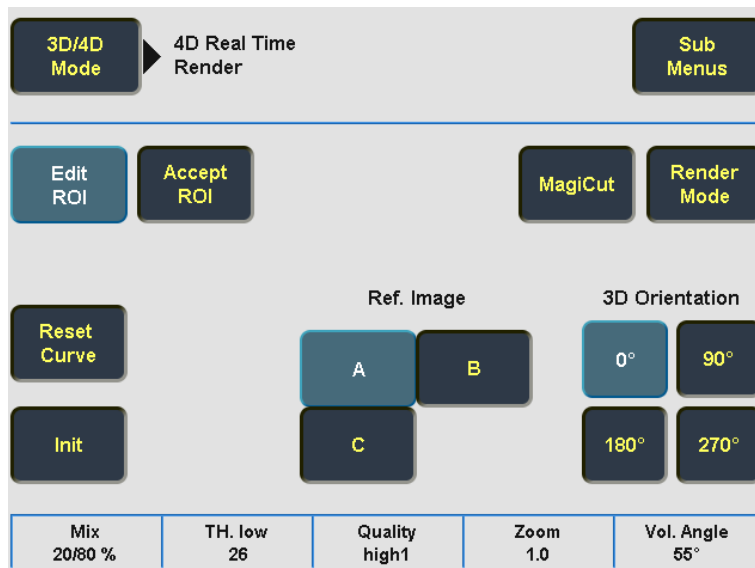 3D/4D
Mode
4D Real Time
Render
Sub
Menus
Edit
ROI
Accept
ROI
MagiCut
Render
Mode
Ref. Image
3D Orientation
Reset
Curve
A
B
0°
90°
Init
C
180°
270°
Mix
20/80 %
TH. low
26
Quality
high1
Zoom
1.0
Vol. Angle
55°